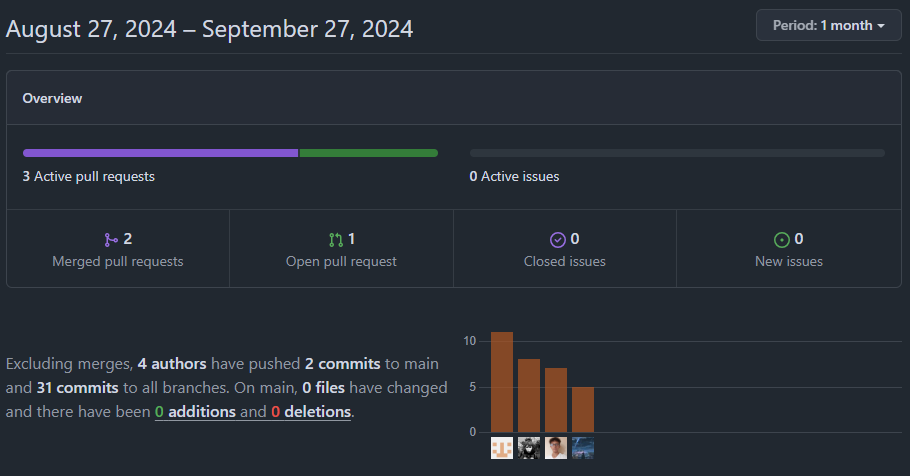 August 27, 2024 – September 27, 2024
Period: 1 month
Overview
3 Active pull requests
0 Active issues
2
Merged pull requests
1
Open pull request
0
Closed issues
0
New issues
Excluding merges, 4 authors have pushed 2 commits to main
and 31 commits to all branches. On main, 0 files have changed
and there have been 0 additions and 0 deletions.
10
5
0